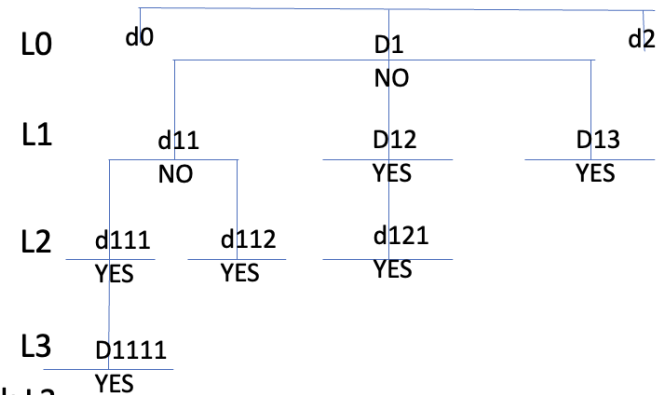 L0 d0 D1 d2
NO
L1 d11 D12 D13
NO YES YES
L2 d111 d112 d121
YES YES YES
L3 D1111
YES